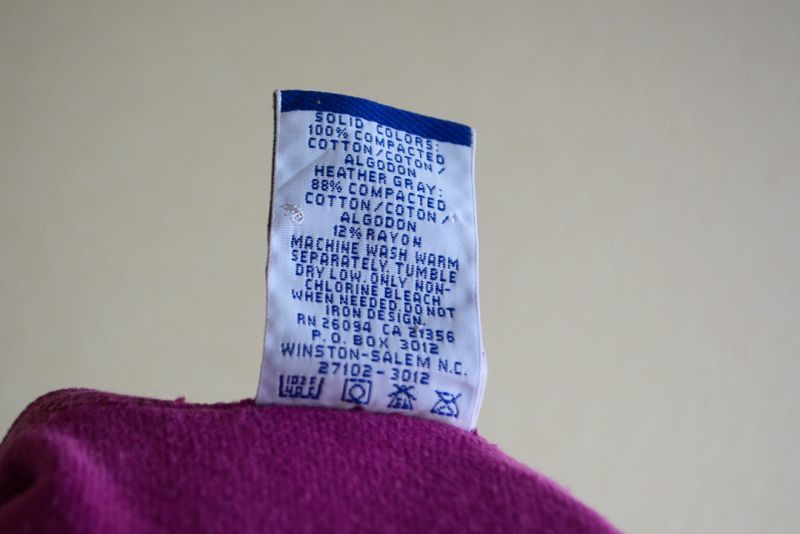 SOLID COLORS:
100% COMPACTED
COTTON/COTON/
ALGODON
HEATHER GRAY:
88% COMPACTED
COTTON/COTON/
ALGODON
12% RAYON
MACHINE WASH WARM
SEPARATELY. TUMBLE
DRY LOW. ONLY NON-
CHLORINE BLEACH
WHEN NEEDED. DO NOT
IRON DESIGN.
RN 26094 CA 21356
P.O. BOX 3012
WINSTON-SALEM N.C.
27102-3012